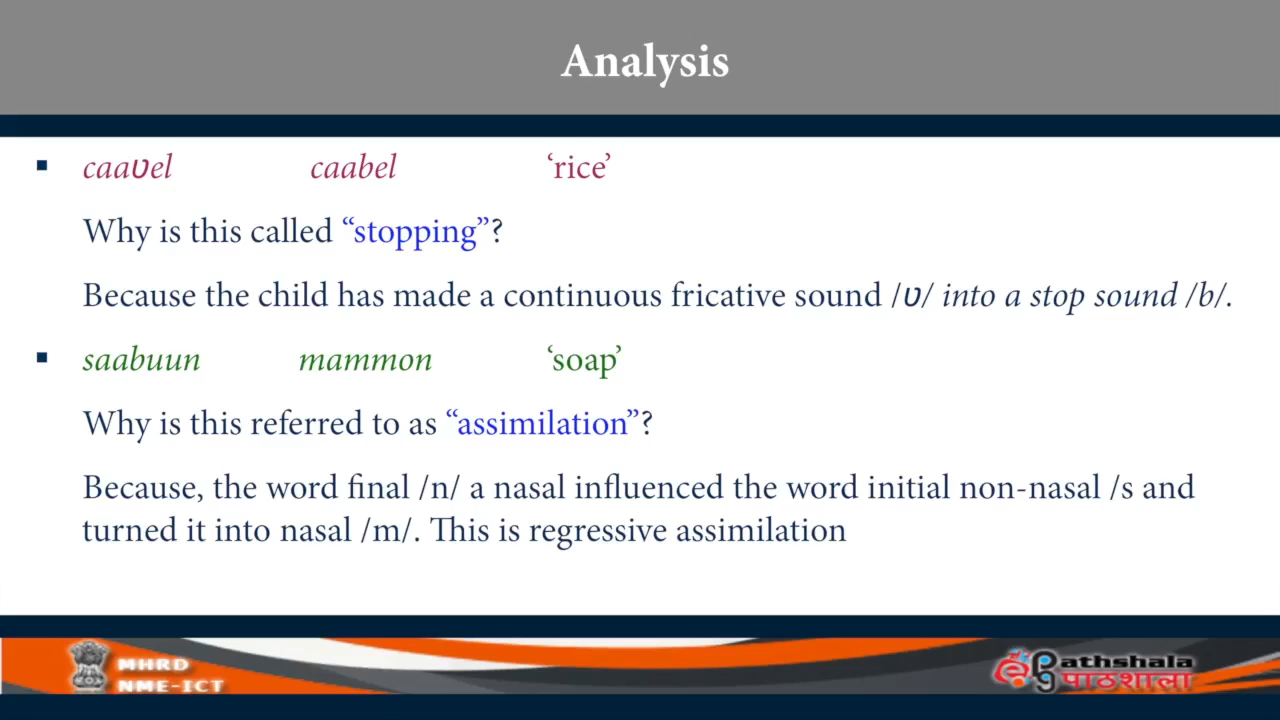 Analysis
caaʋel caabel ‘rice’
Why is this called “stopping”?
Because the child has made a continuous fricative sound /ʋ/ into a stop sound /b/.
saabuun mammon ‘soap’
Why is this referred to as “assimilation”?
Because, the word final /n/ a nasal influenced the word initial non-nasal /s and
turned it into nasal /m/. This is regressive assimilation
MHRD
NME-ICT
pathshala
पाठशाला